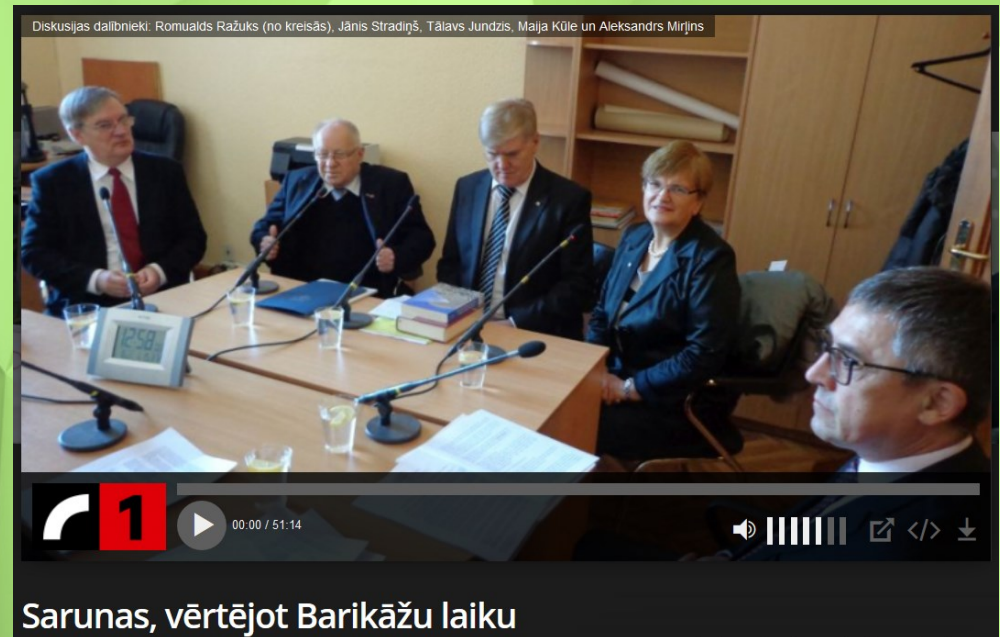 Diskusijas dalībnieki: Romualds Ražuks (no kreisās), Jānis Stradiņš, Tālavs Jundzis, Maija Kūle un Aleksandrs Mirļins
12:58
1
00:00 / 51:14
Sarunas, vērtējot Barikāžu laiku